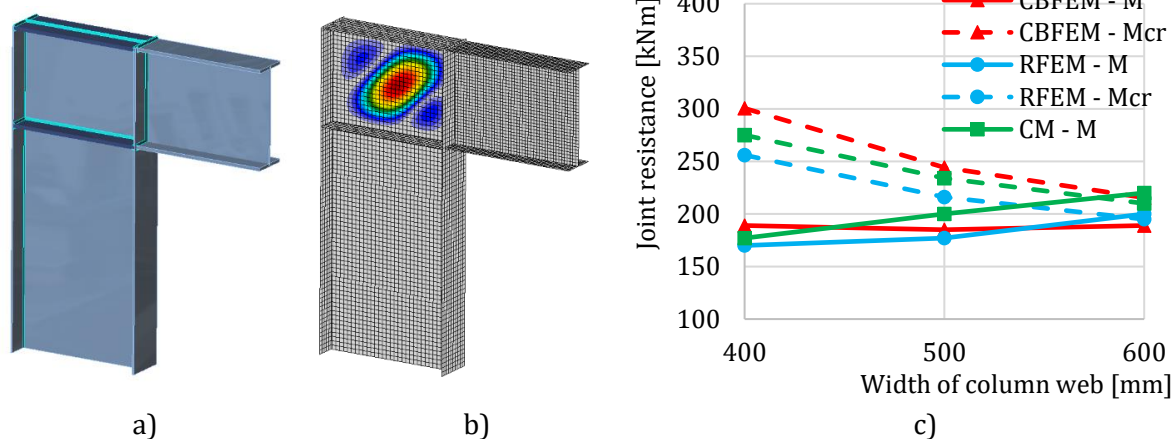 Joint resistance [kNm]
400
350
300
250
200
150
100
CBFEM - M
CBFEM - Mcr
RFEM - M
RFEM - Mcr
CM - M
400 500 600
Width of column web [mm]
a) b) c)